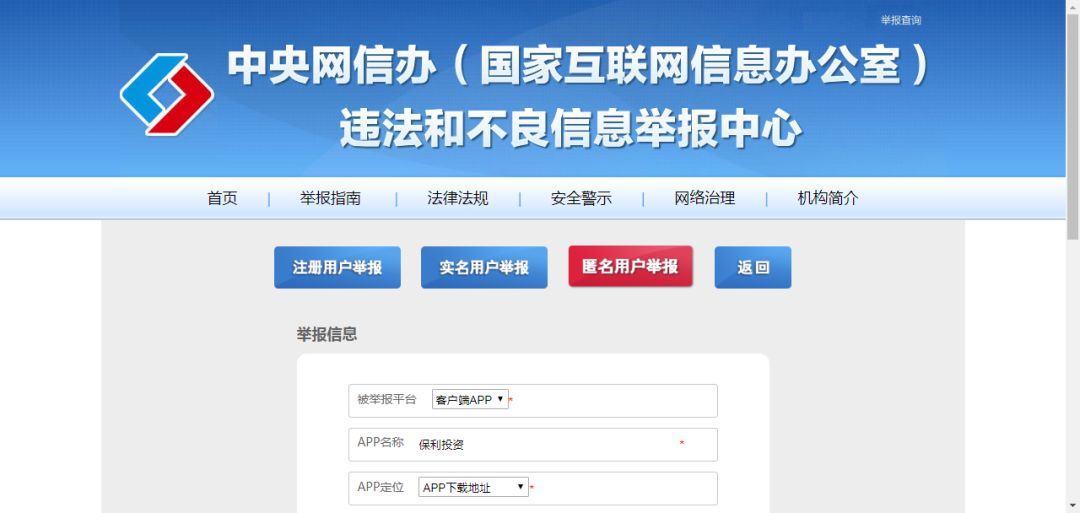 举报查询
中央网信办（国家互联网信息办公室）
违法和不良信息举报中心
首页 | 举报指南 | 法律法规 | 安全警示 | 网络治理 | 机构简介
注册用户举报 实名用户举报 匿名用户举报 返回
举报信息
被举报平台 客户端APP *
APP名称 保利投资 *
APP定位 APP下载地址 *